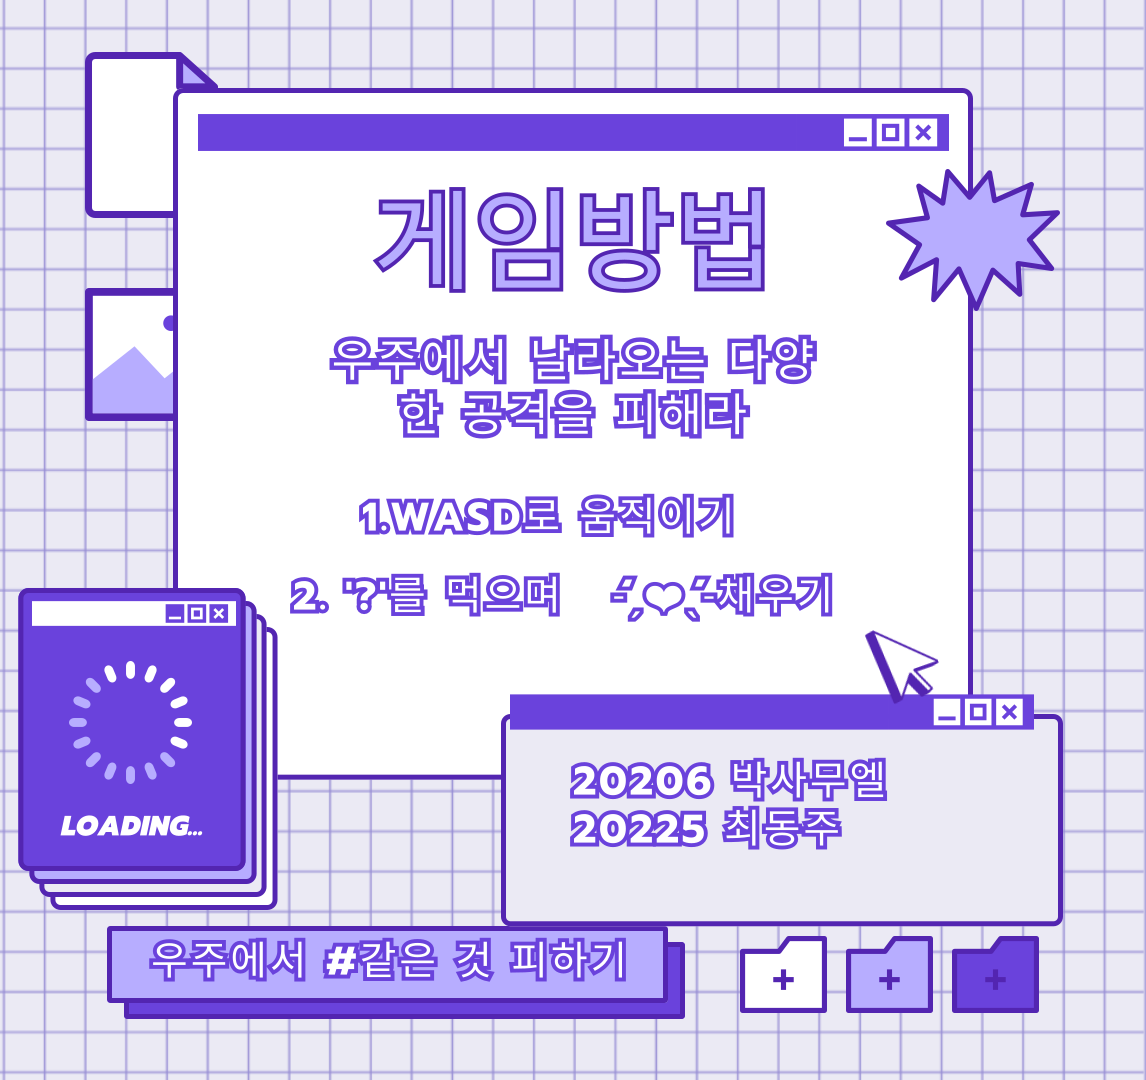 게임방법
우주에서 날라오는 다양
한 공격을 피해라
1.WASD로 움직이기
2. '?'를 먹으며 -՛ˏ♥ˎ՛-채우기
LOADING...
20206 박사무엘
20225 최동주
우주에서 #같은 것 피하기